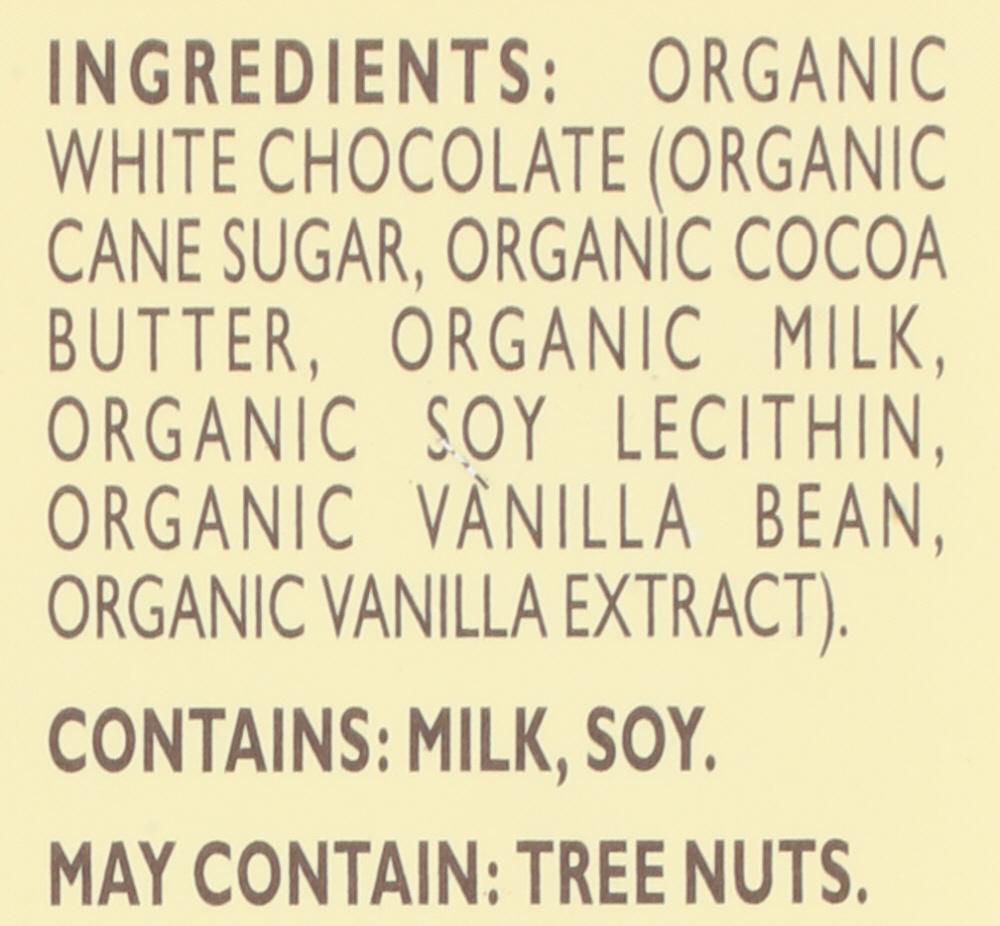 INGREDIENTS: ORGANIC
WHITE CHOCOLATE (ORGANIC
CANE SUGAR, ORGANIC COCOA
BUTTER, ORGANIC MILK,
ORGANIC SOY LECITHIN,
ORGANIC VANILLA BEAN,
ORGANIC VANILLA EXTRACT).
CONTAINS: MILK, SOY.
MAY CONTAIN: TREE NUTS.